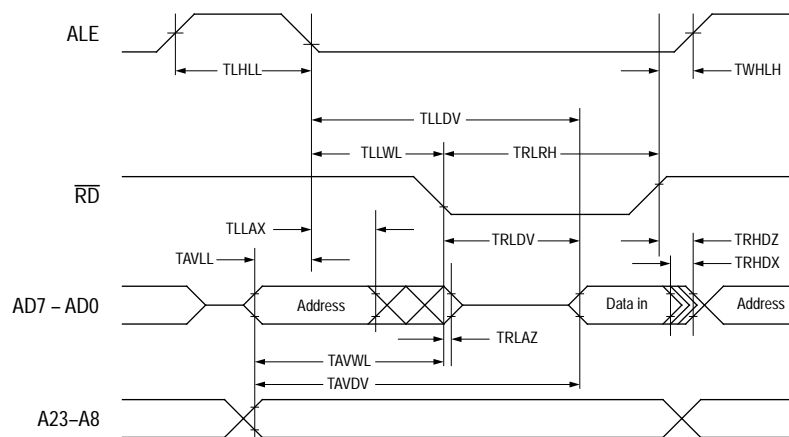 ALE
TLHLL
TWHLH
TLLDV
TLLWL
TRLRH
RD
TLLAX
TRLDV
TRHDZ
TAVLL
TRHDX
AD7 – AD0
Address
Data in
Address
TRLAZ
TAVWL
TAVDV
A23–A8